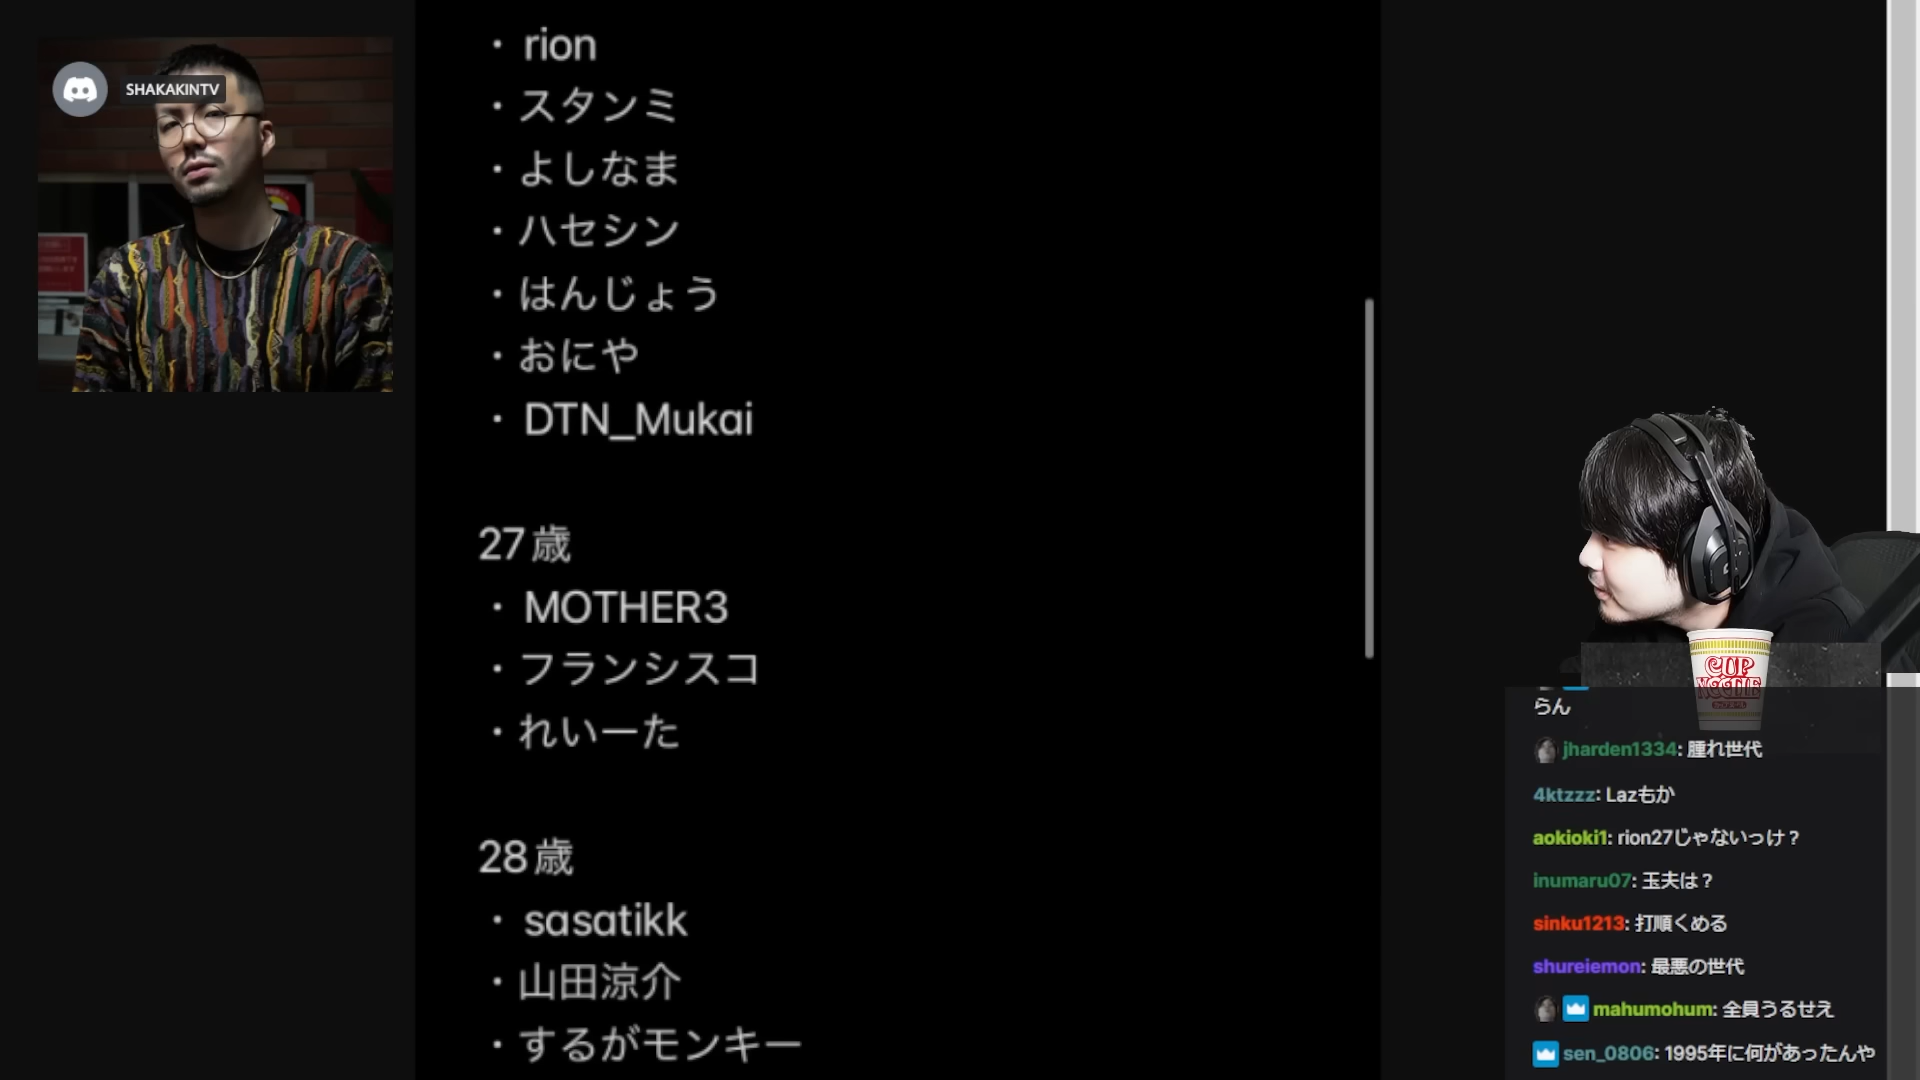 SHAKAKINTV
・rion
・スタンミ
・よしなま
・ハセシン
・はんじょう
・おにや
・DTN_Mukai
27歳
・MOTHER3
・フランシスコ
・れいーた
28歳
・sasatikk
・山田涼介
・するがモンキー
CUP
NOODLE
らん
jharden1334: 腫れ世代
4ktzzz: Lazもか
aokioki1: rion27じゃないっけ？
inumaru07: 玉夫は？
sinku1213: 打順くめる
shureiemon: 最悪の世代
mahumohum: 全員うるせえ
sen_0806: 1995年に何があったんや